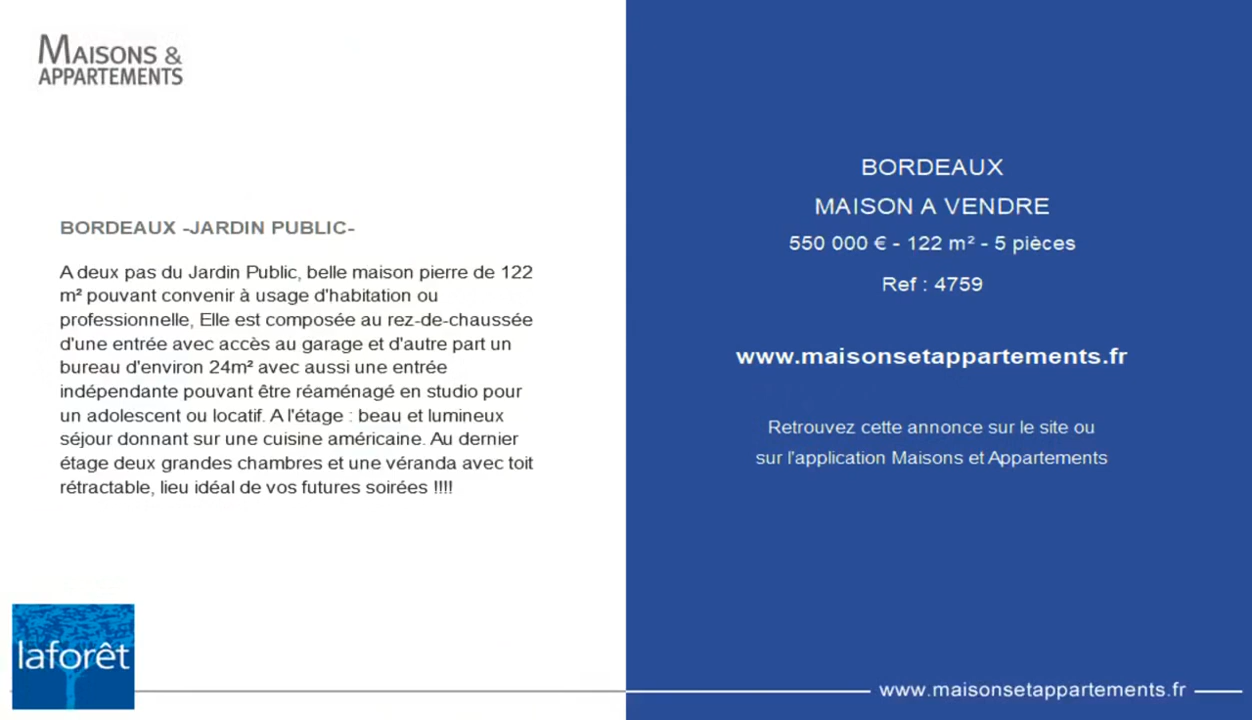 MAISONS &
APPARTEMENTS
BORDEAUX -JARDIN PUBLIC-
A deux pas du Jardin Public, belle maison pierre de 122
m² pouvant convenir à usage d'habitation ou
professionnelle, Elle est composée au rez-de-chaussée
d'une entrée avec accès au garage et d'autre part un
bureau d'environ 24m² avec aussi une entrée
indépendante pouvant être réaménagé en studio pour
un adolescent ou locatif. A l'étage : beau et lumineux
séjour donnant sur une cuisine américaine. Au dernier
étage deux grandes chambres et une véranda avec toit
rétractable, lieu idéal de vos futures soirées !!!!
laforêt
BORDEAUX
MAISON A VENDRE
550 000 € - 122 m² - 5 pièces
Ref : 4759
www.maisonsetappartements.fr
Retrouvez cette annonce sur le site ou
sur l'application Maisons et Appartements
www.maisonsetappartements.fr